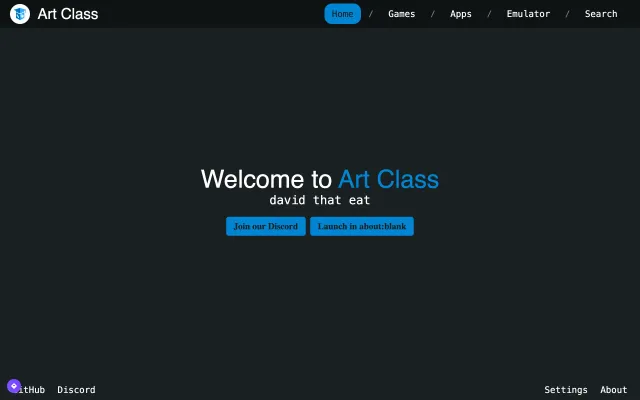 Art Class
Home / Games / Apps / Emulator / Search
Welcome to Art Class
david that eat
Join our Discord Launch in about:blank
itHub Discord Settings About